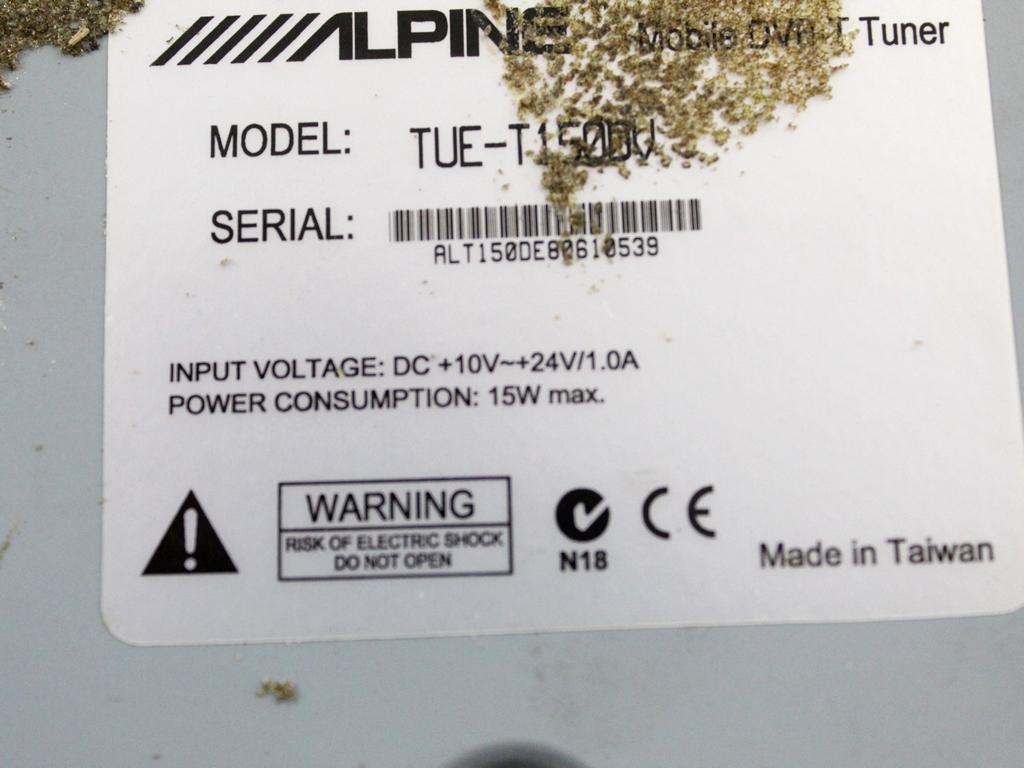 ALPINE Mobile DVB-T Tuner
MODEL: TUE-T150DV
SERIAL:
ALT150DE80610539
INPUT VOLTAGE: DC +10V~+24V/1.0A
POWER CONSUMPTION: 15W max.
WARNING
RISK OF ELECTRIC SHOCK
DO NOT OPEN
N18
CE
Made in Taiwan